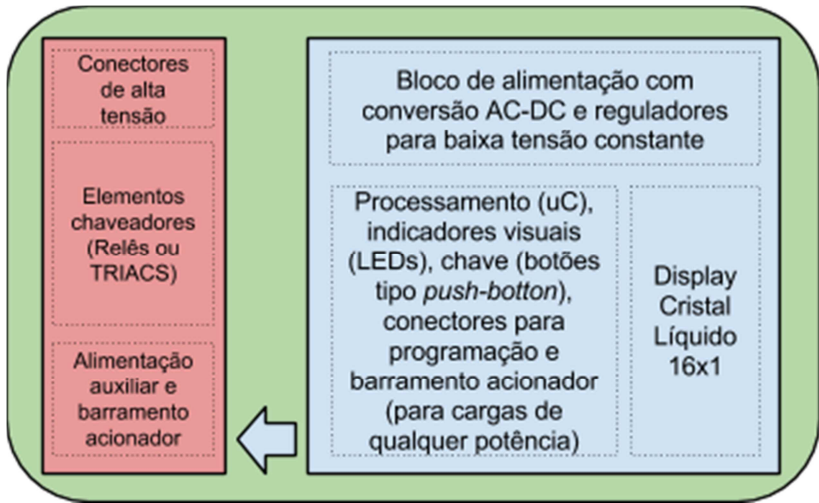 Conectores
de alta
tensão
Elementos
chaveadores
(Relês ou
TRIACS)
Alimentação
auxiliar e
barramento
acionador
Bloco de alimentação com
conversão AC-DC e reguladores
para baixa tensão constante
Processamento (uC),
indicadores visuais
(LEDs), chave (botões
tipo push-botton),
conectores para
programação e
barramento acionador
(para cargas de
qualquer potência)
Display
Cristal
Líquido
16x1